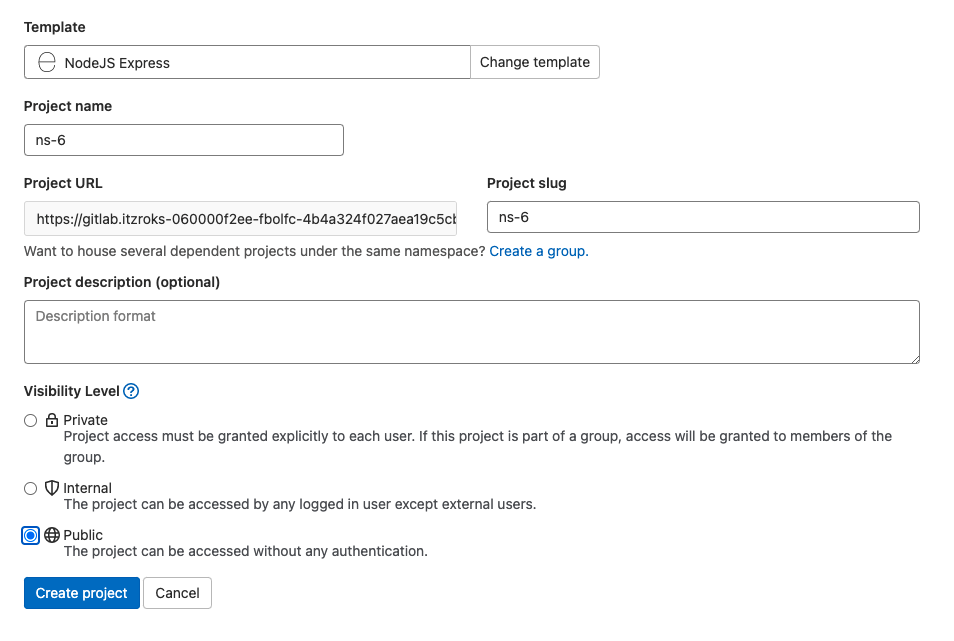 Template
NodeJS Express
Change template
Project name
ns-6
Project URL
Project slug
https://gitlab.itzroks-060000f2ee-fbolfc-4b4a324f027aea19c5cb
ns-6
Want to house several dependent projects under the same namespace? Create a group.
Project description (optional)
Description format
Visibility Level ?
Private
Project access must be granted explicitly to each user. If this project is part of a group, access will be granted to members of the
group.
Internal
The project can be accessed by any logged in user except external users.
Public
The project can be accessed without any authentication.
Create project
Cancel